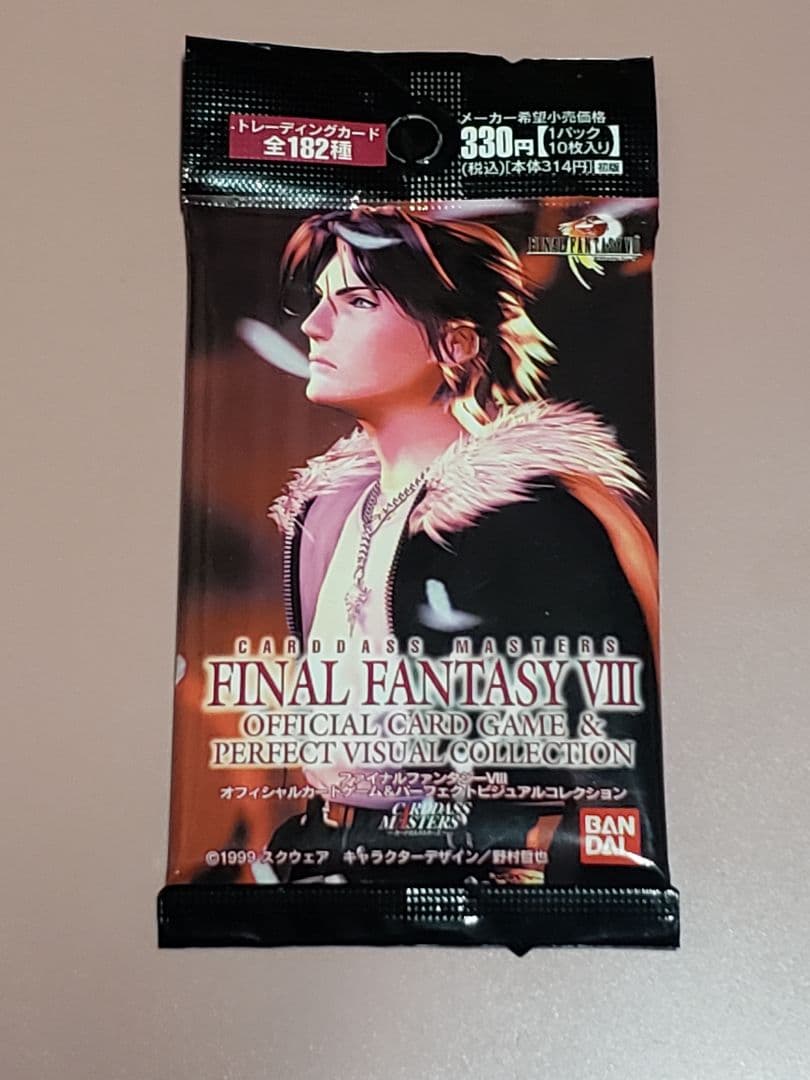 トレーディングカード
全182種
メーカー希望小売価格
330円【1パック10枚入り】
(税込)[本体314円] 初版
FINAL FANTASY VIII
CARDDASS MASTERS
FINAL FANTASY VIII
OFFICIAL CARD GAME &
PERFECT VISUAL COLLECTION
ファイナルファンタジーVIII
オフィシャルカードゲーム&パーフェクトビジュアルコレクション
CARDDASS
MASTERS
BAN
DAI
©1999 スクウェア キャラクターデザイン/野村哲也